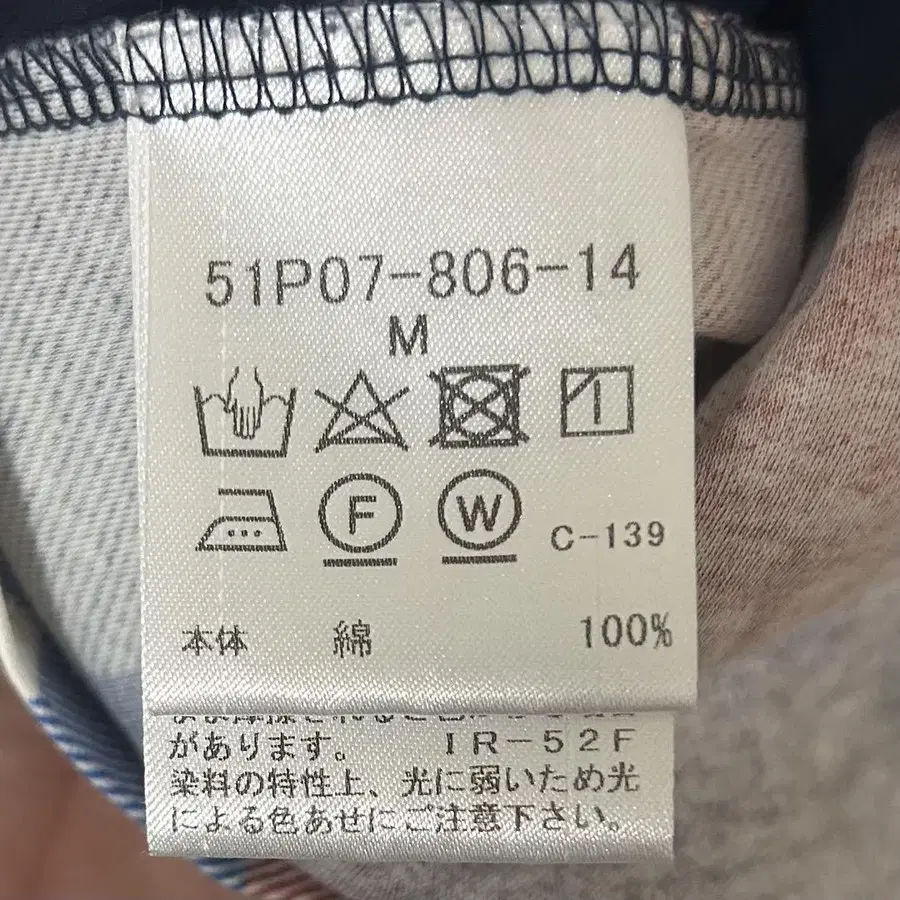 51P07-806-14
M
F W C-139
本体 綿 100%
があります。 IR-52F
染料の特性上、光に弱いため光
による色あせにご注意下さい。